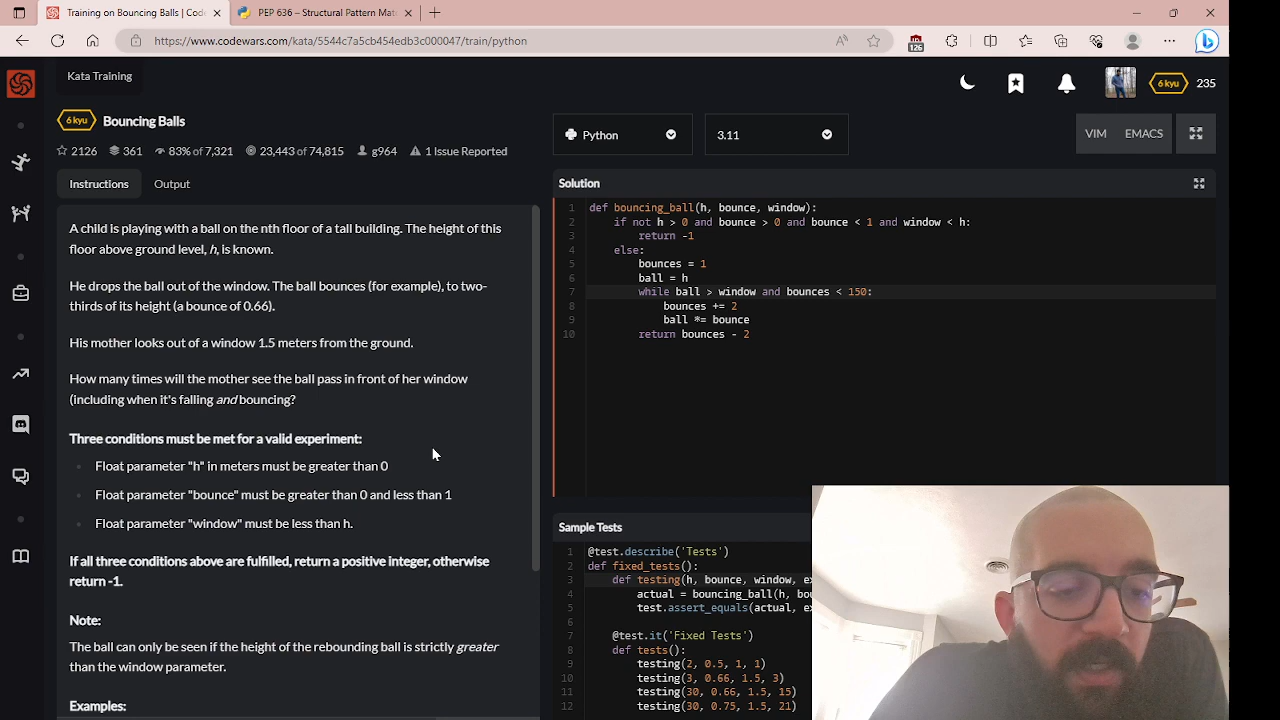 Training on Bouncing Balls | Code
PEP 636 – Structural Pattern Mat
https://www.codewars.com/kata/5544c7a5cb454edb3c000047/train/python
126
Kata Training
6 kyu
235
6 kyu Bouncing Balls
2126 361 83% of 7,321 23,443 of 74,815 g964 1 Issue Reported
Instructions Output
A child is playing with a ball on the nth floor of a tall building. The height of this
floor above ground level, h, is known.
He drops the ball out of the window. The ball bounces (for example), to two-
thirds of its height (a bounce of 0.66).
His mother looks out of a window 1.5 meters from the ground.
How many times will the mother see the ball pass in front of her window
(including when it's falling and bouncing?
Three conditions must be met for a valid experiment:
Float parameter "h" in meters must be greater than 0
Float parameter "bounce" must be greater than 0 and less than 1
Float parameter "window" must be less than h.
If all three conditions above are fulfilled, return a positive integer, otherwise
return -1.
Note:
The ball can only be seen if the height of the rebounding ball is strictly greater
than the window parameter.
Examples:
Python 3.11
VIM EMACS
Solution
1 def bouncing_ball(h, bounce, window):
2 if not h > 0 and bounce > 0 and bounce < 1 and window < h:
3 return -1
4 else:
5 bounces = 1
6 ball = h
7 while ball > window and bounces < 150:
8 bounces += 2
9 ball *= bounce
10 return bounces - 2
Sample Tests
1 @test.describe('Tests')
2 def fixed_tests():
3 def testing(h, bounce, window, ex
4 actual = bouncing_ball(h, bou
5 test.assert_equals(actual, ex
6
7 @test.it('Fixed Tests')
8 def tests():
9 testing(2, 0.5, 1, 1)
10 testing(3, 0.66, 1.5, 3)
11 testing(30, 0.66, 1.5, 15)
12 testing(30, 0.75, 1.5, 21)